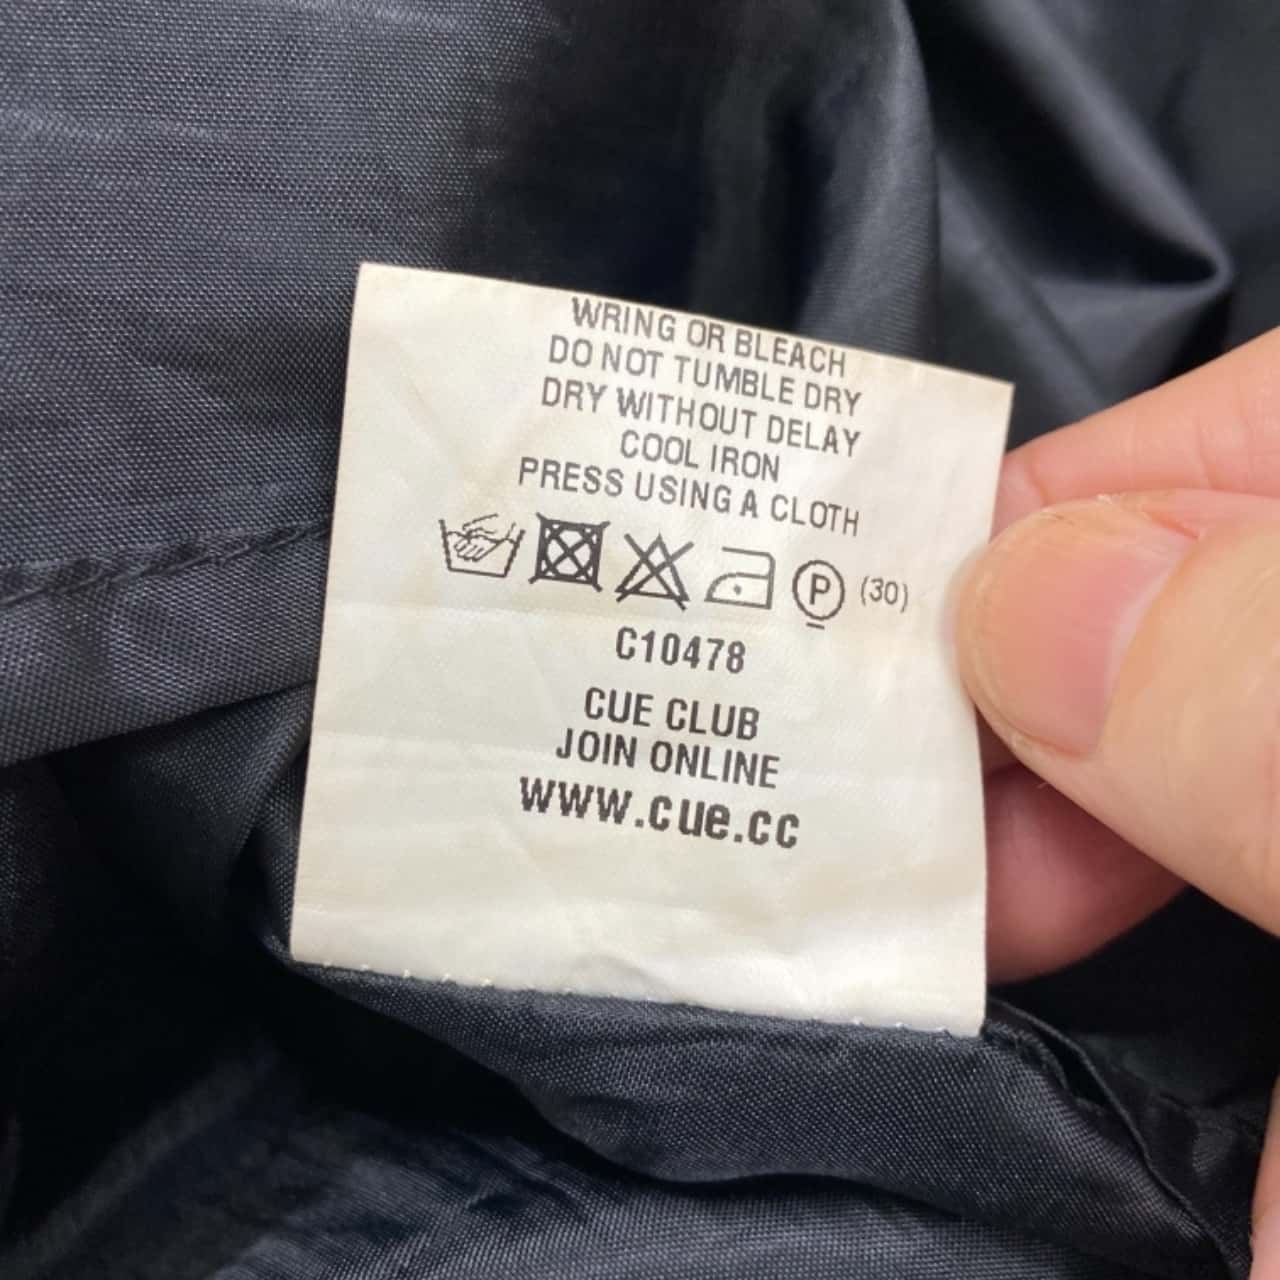 WRING OR BLEACH
DO NOT TUMBLE DRY
DRY WITHOUT DELAY
COOL IRON
PRESS USING A CLOTH
P (30)
C10478
CUE CLUB
JOIN ONLINE
www.cue.cc